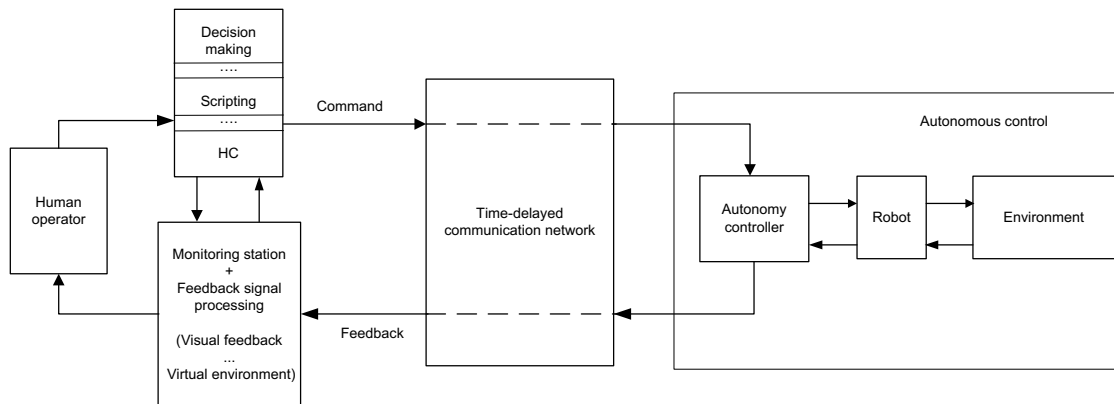 Decision
making
....
Scripting
....
HC
Command
Human
operator
Monitoring station
+
Feedback signal
processing
(Visual feedback
...
Virtual environment)
Feedback
Time-delayed
communication network
Autonomous control
Autonomy
controller
Robot
Environment